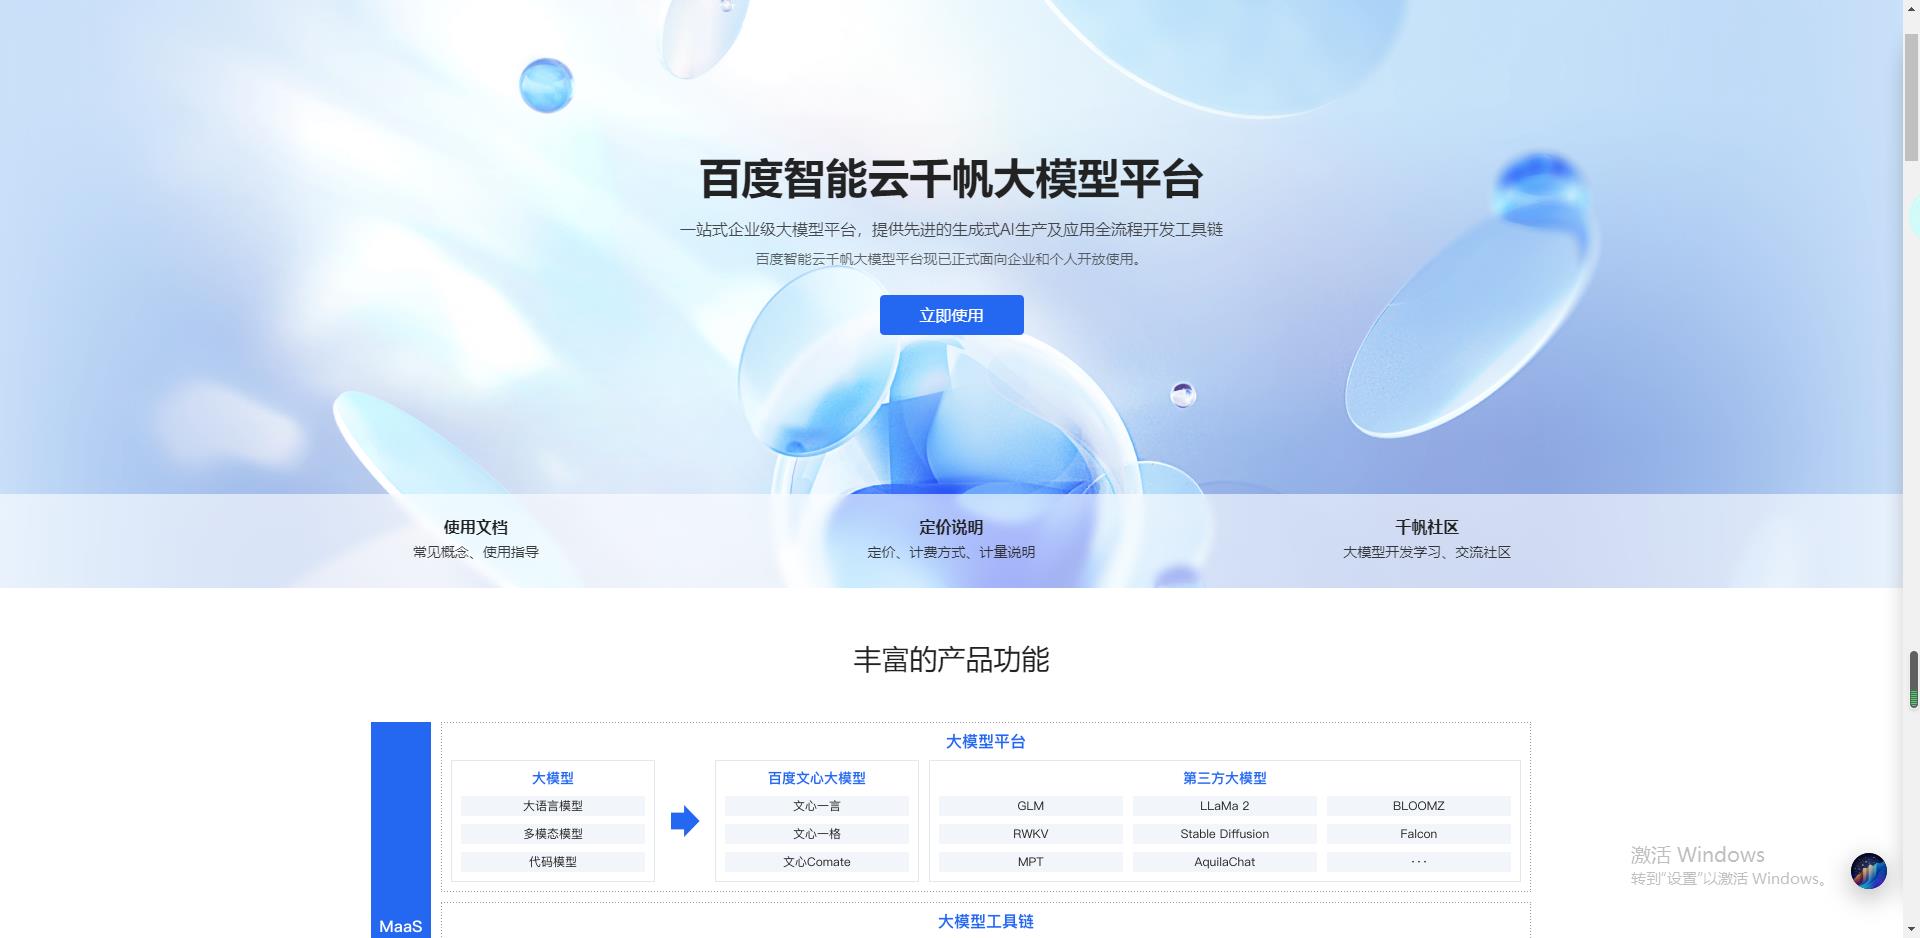 百度智能云千帆大模型平台
一站式企业级大模型平台，提供先进的生成式AI生产及应用全流程开发工具链
百度智能云千帆大模型平台现已正式面向企业和个人开放使用。
立即使用
使用文档
常见概念、使用指导
定价说明
定价、计费方式、计量说明
千帆社区
大模型开发学习、交流社区
丰富的产品功能
大模型平台
大模型
大语言模型
多模态模型
代码模型
百度文心大模型
文心一言
文心一格
文心Comate
第三方大模型
GLM
LLaMa 2
BLOOMZ
RWKV
Stable Diffusion
Falcon
MPT
AquilaChat
···
MaaS
大模型工具链
激活 Windows
转到“设置”以激活 Windows。